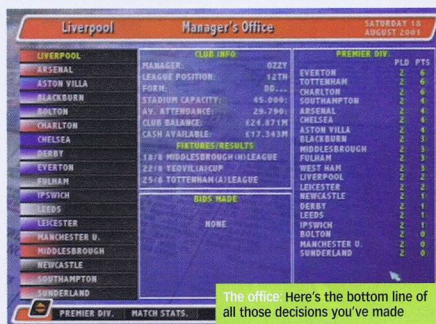 Liverpool Manager's Office SATURDAY 18 AUGUST 2001
LIVERPOOL
ARSENAL
ASTON VILLA
BLACKBURN
BOLTON
CHARLTON
CHELSEA
DERBY
EVERTON
FULHAM
IPSWICH
LEEDS
LEICESTER
MANCHESTER U.
MIDDLESBROUGH
NEWCASTLE
SOUTHAMPTON
SUNDERLAND
CLUB INFO
MANAGER: OZZY
LEAGUE POSITION: 12TH
FORM: DD...
STADIUM CAPACITY: 45,000:
AV. ATTENDANCE: 29,790:
CLUB BALANCE: £24.871M
CASH AVAILABLE: £17.343M
FIXTURES/RESULTS
18/8 MIDDLESBROUGH(H)LEAGUE
22/8 YEOVIL(A)CUP
25/8 TOTTENHAM(A)LEAGUE
BIDS MADE
NONE
PREMIER DIV.
PLD PTS
EVERTON 2 6
TOTTENHAM 2 6
CHARLTON 2 6
SOUTHAMPTON 2 4
ARSENAL 2 4
CHELSEA 2 4
ASTON VILLA 2 4
BLACKBURN 2 3
MIDDLESBROUGH 2 3
FULHAM 2 3
WEST HAM 2 3
LIVERPOOL 2 2
LEICESTER 2 2
NEWCASTLE 2 1
DERBY 2 1
LEEDS 2 1
IPSWICH 2 1
BOLTON 2 0
MANCHESTER U. 2 0
SUNDERLAND 2 0
PREMIER DIV. MATCH STATS.
The office Here's the bottom line of
all those decisions you've made